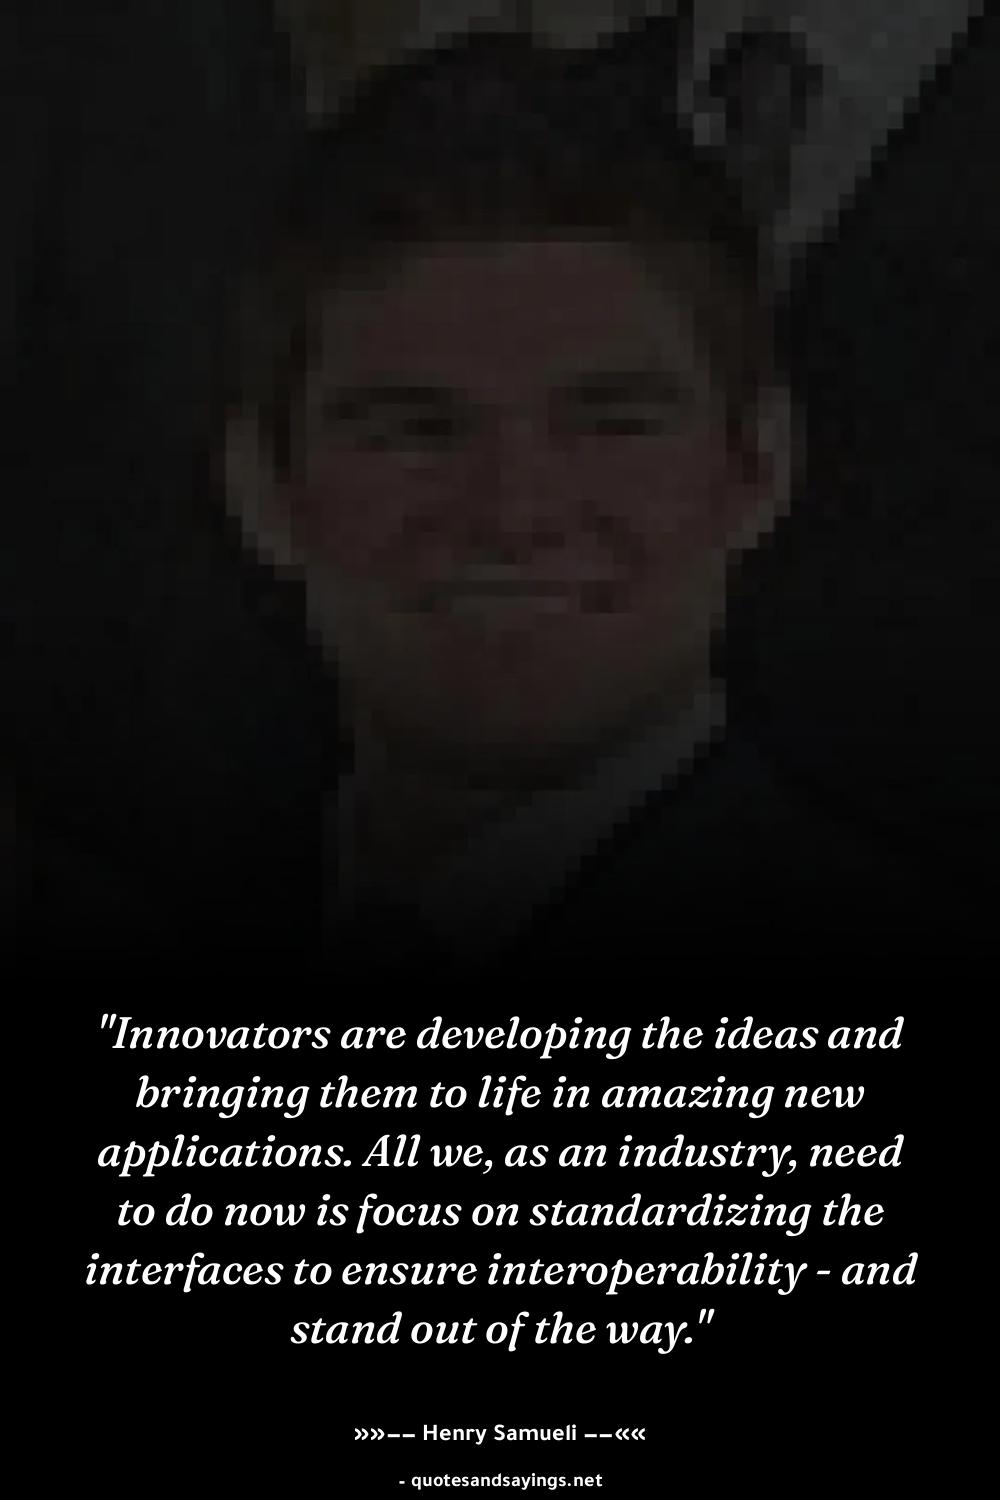 "Innovators are developing the ideas and
bringing them to life in amazing new
applications. All we, as an industry, need
to do now is focus on standardizing the
interfaces to ensure interoperability - and
stand out of the way."
»»-- Henry Samueli --««
- quotesandsayings.net